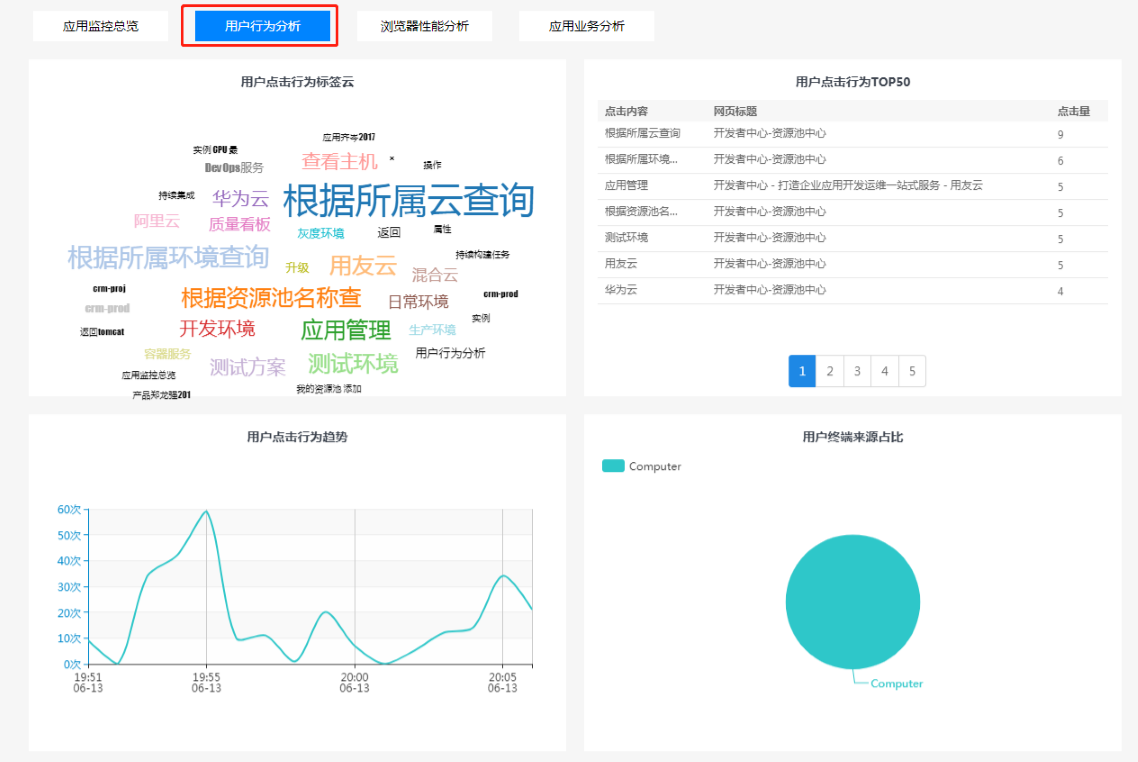 应用监控总览 用户行为分析 浏览器性能分析 应用业务分析
用户点击行为标签云
应用齐岑2017
实例 GPU 最
DevOps服务
查看主机
*
操作
持续集成
华为云
根据所属云查询
阿里云
质量看板
灰度环境
返回
属性
根据所属环境查询
升级
用友云
持续构建任务
混合云
crm-proj
crm-prod
根据资源池名称查
日常环境
crm-prod
实例
返回tomcat
开发环境
应用管理
生产环境
容器服务
测试方案
测试环境
用户行为分析
应用监控总览
我的资源池 添加
产品郑龙强201
用户点击行为TOP50
点击内容 网页标题 点击量
根据所属云查询 开发者中心-资源池中心 9
根据所属环境... 开发者中心-资源池中心 6
应用管理 开发者中心 - 打造企业应用开发运维一站式服务 - 用友云 5
根据资源池名... 开发者中心-资源池中心 5
测试环境 开发者中心-资源池中心 5
用友云 开发者中心-资源池中心 5
华为云 开发者中心-资源池中心 4
1 2 3 4 5
用户点击行为趋势
60次
50次
40次
30次
20次
10次
0次
19:51 19:55 20:00 20:05
06-13 06-13 06-13 06-13
用户终端来源占比
Computer
Computer